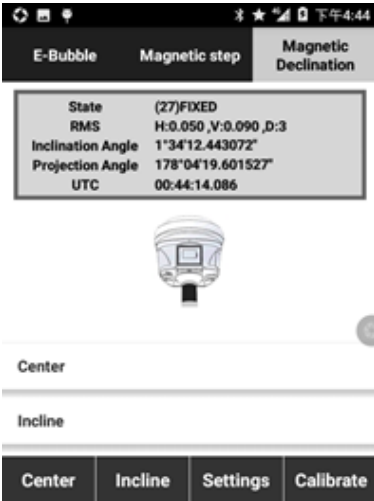 下午4:44
E-Bubble
Magnetic step
Magnetic
Declination
State (27)FIXED
RMS H:0.050 ,V:0.090 ,D:3
Inclination Angle 1°34'12.443072"
Projection Angle 178°04'19.601527"
UTC 00:44:14.086
Center
Incline
Center Incline Settings Calibrate